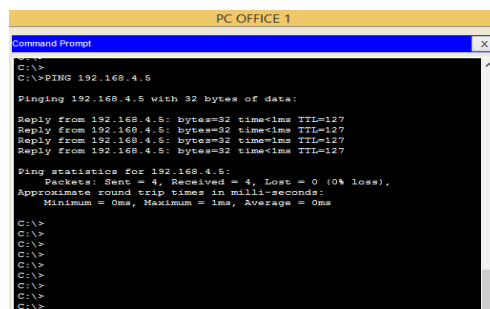 PC OFFICE 1
Command Prompt
X
C:\>
C:\>PING 192.168.4.5
Pinging 192.168.4.5 with 32 bytes of data:
Reply from 192.168.4.5: bytes=32 time<1ms TTL=127
Reply from 192.168.4.5: bytes=32 time<1ms TTL=127
Reply from 192.168.4.5: bytes=32 time<1ms TTL=127
Reply from 192.168.4.5: bytes=32 time<1ms TTL=127
Ping statistics for 192.168.4.5:
Packets: Sent = 4, Received = 4, Lost = 0 (0% loss),
Approximate round trip times in milli-seconds:
Minimum = 0ms, Maximum = 1ms, Average = 0ms
C:\>
C:\>
C:\>
C:\>
C:\>
C:\>
C:\>
C:\>
C:\>